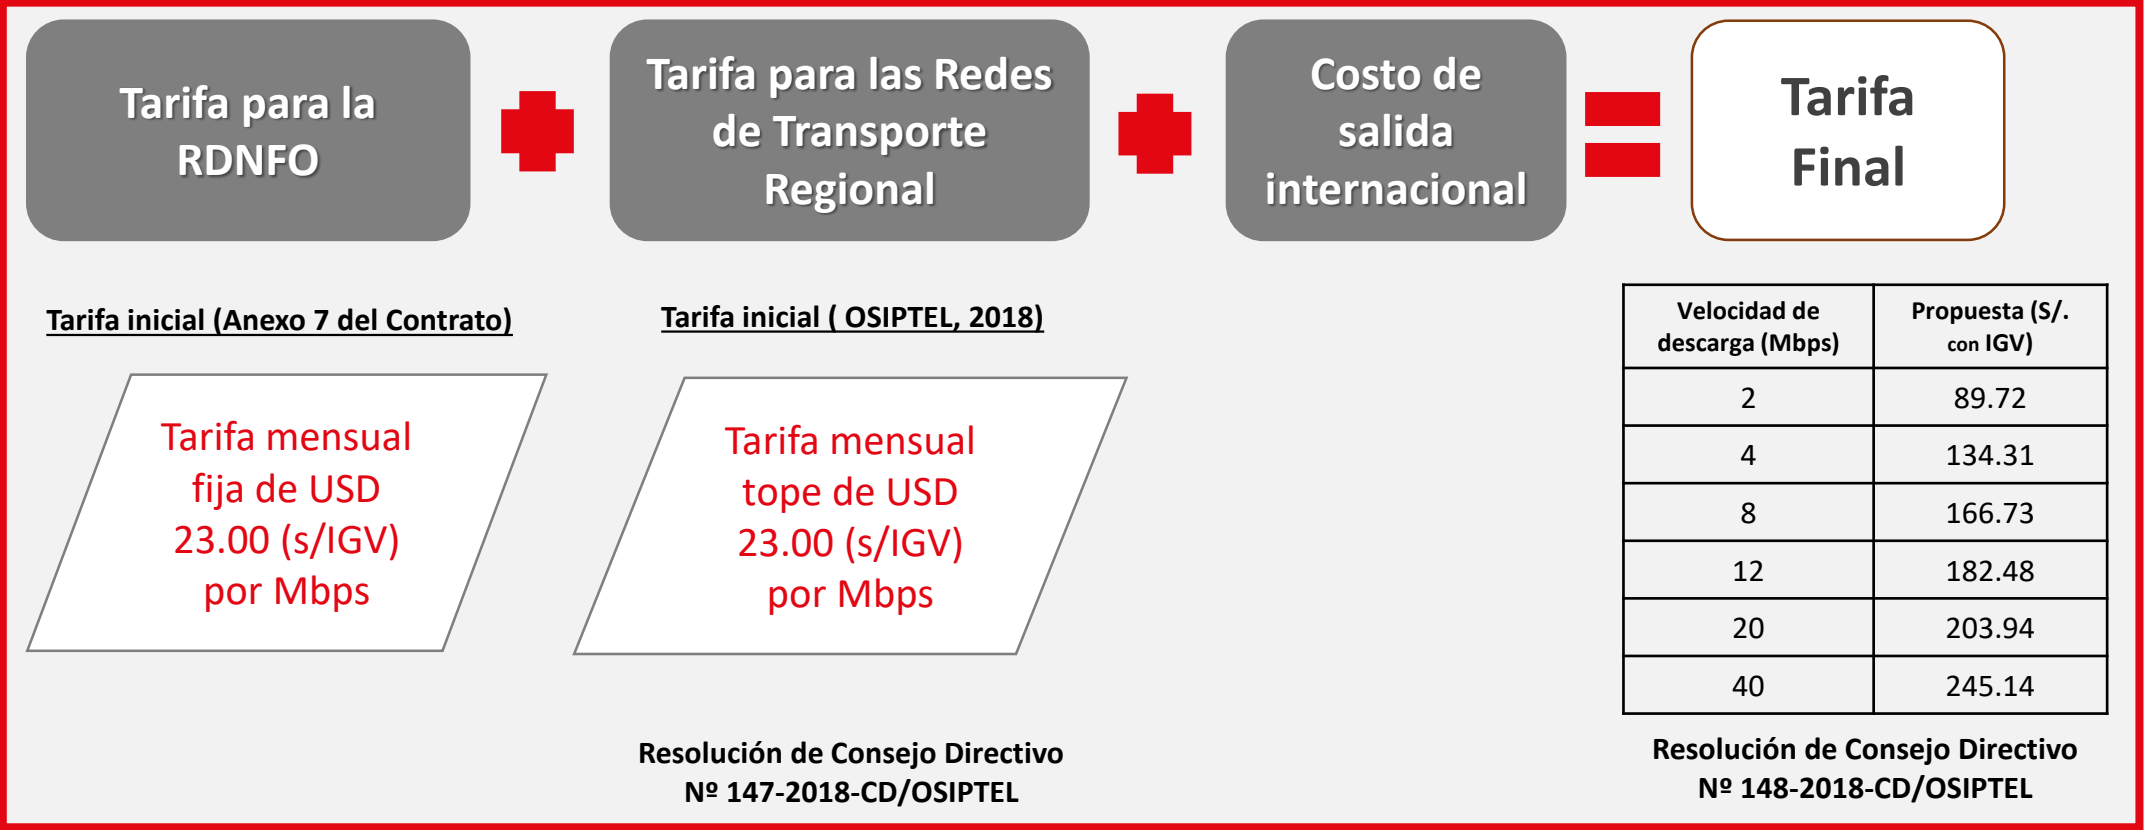 Tarifa para la
RDNFO
Tarifa para las Redes
de Transporte
Regional
Costo de
salida
internacional
Tarifa
Final
Tarifa inicial (Anexo 7 del Contrato)
Tarifa mensual
fija de USD
23.00 (s/IGV)
por Mbps
Tarifa inicial ( OSIPTEL, 2018)
Tarifa mensual
tope de USD
23.00 (s/IGV)
por Mbps
Resolución de Consejo Directivo
Nº 147-2018-CD/OSIPTEL
Velocidad de
descarga (Mbps)
Propuesta (S/.
con IGV)
2 89.72
4 134.31
8 166.73
12 182.48
20 203.94
40 245.14
Resolución de Consejo Directivo
Nº 148-2018-CD/OSIPTEL